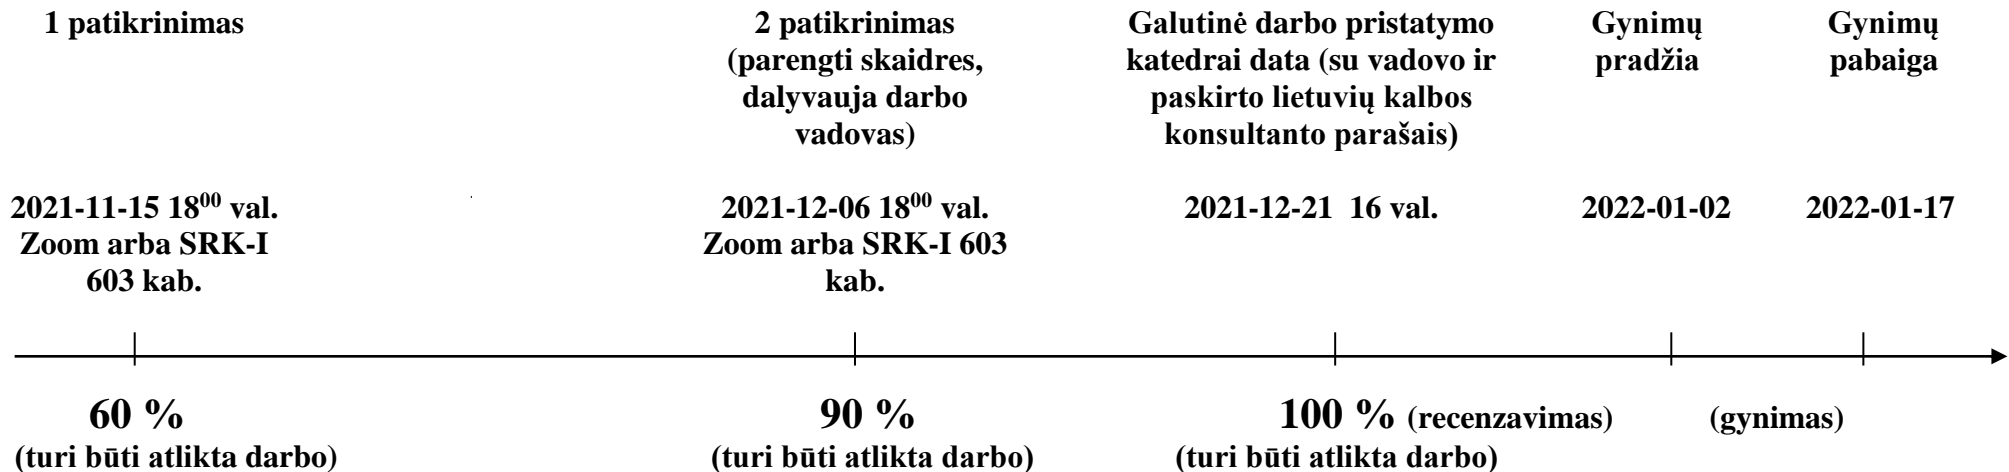 1 patikrinimas
2 patikrinimas
(parengti skaidres,
dalyvauja darbo
vadovas)
Galutinė darbo pristatymo
katedrai data (su vadovo ir
paskirto lietuvių kalbos
konsultanto parašais)
Gynimų
pradžia
Gynimų
pabaiga
2021-11-15 18⁰⁰ val.
Zoom arba SRK-I
603 kab.
2021-12-06 18⁰⁰ val.
Zoom arba SRK-I 603
kab.
2021-12-21 16 val.
2022-01-02
2022-01-17
60 %
(turi būti atlikta darbo)
90 %
(turi būti atlikta darbo)
100 % (recenzavimas)
(turi būti atlikta darbo)
(gynimas)